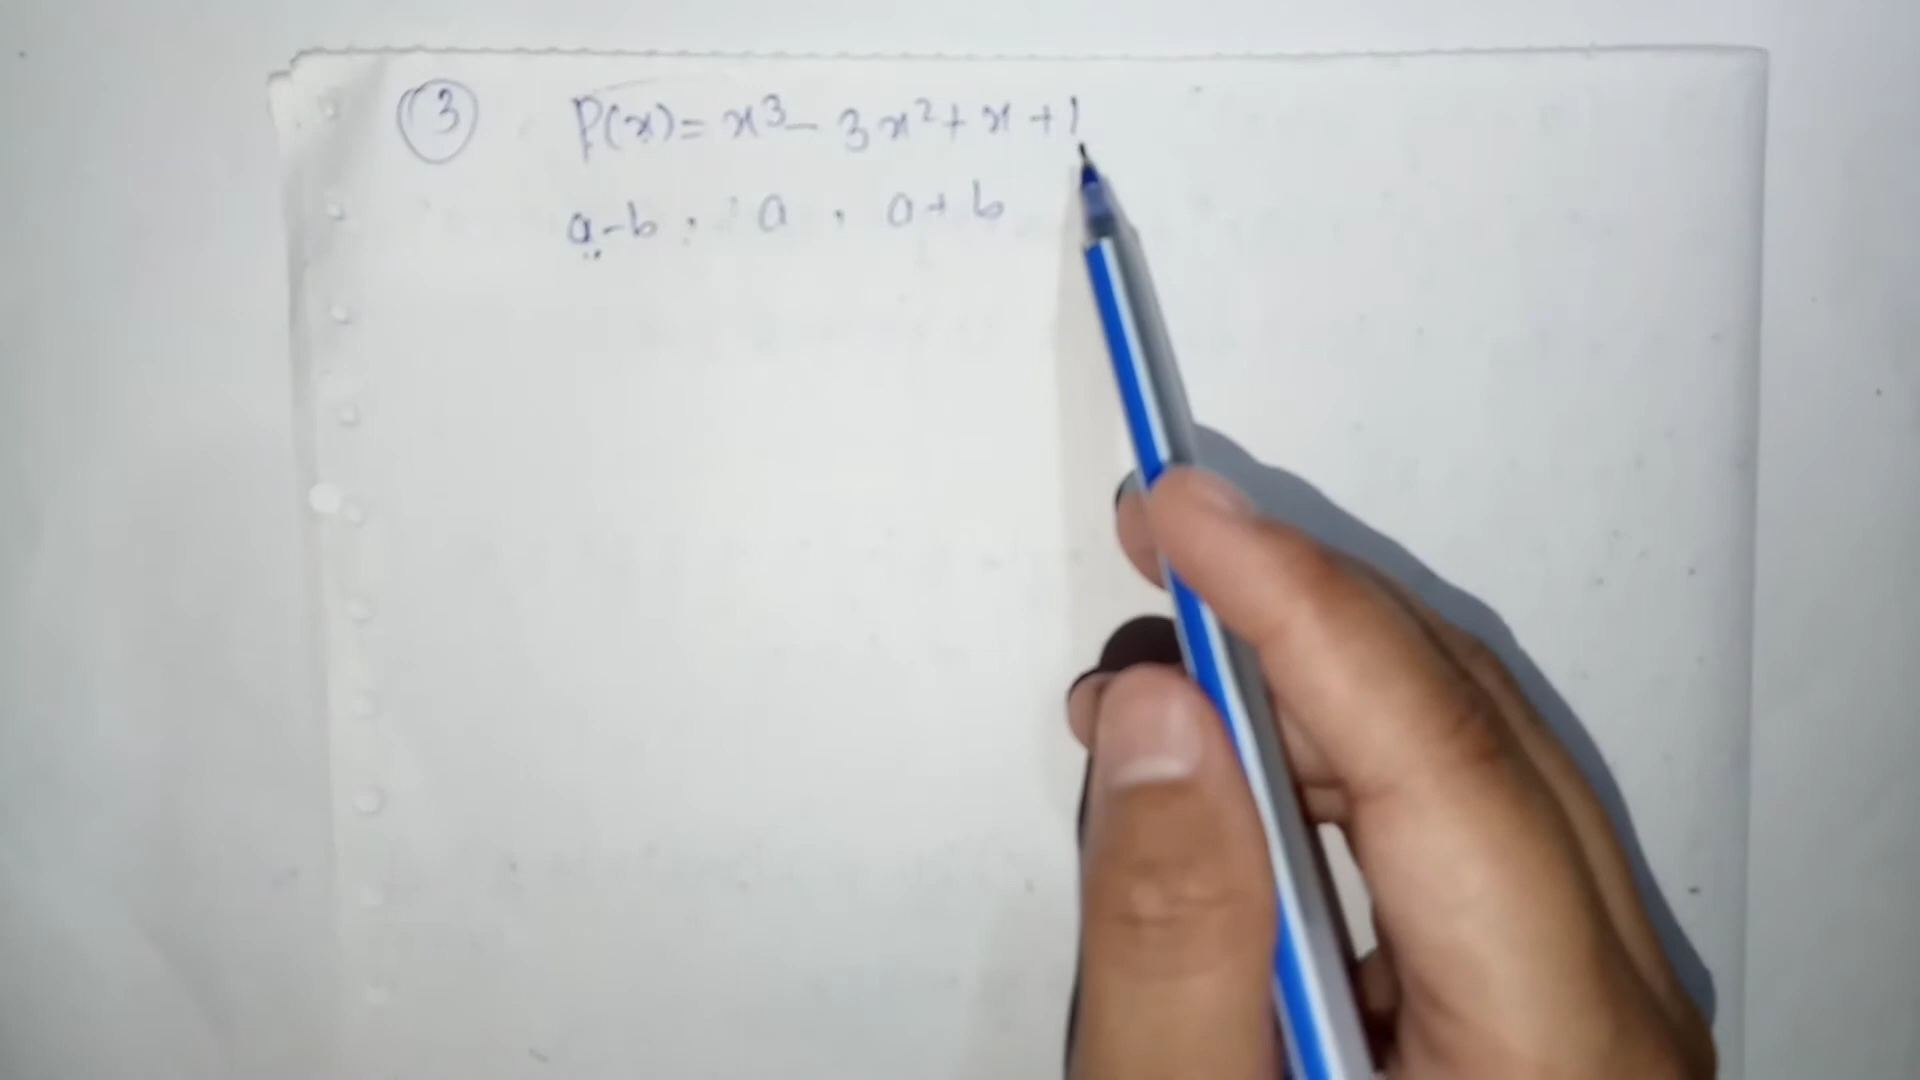 3 P(x) = x³ - 3x² + x + 1
a-b, a, a+b